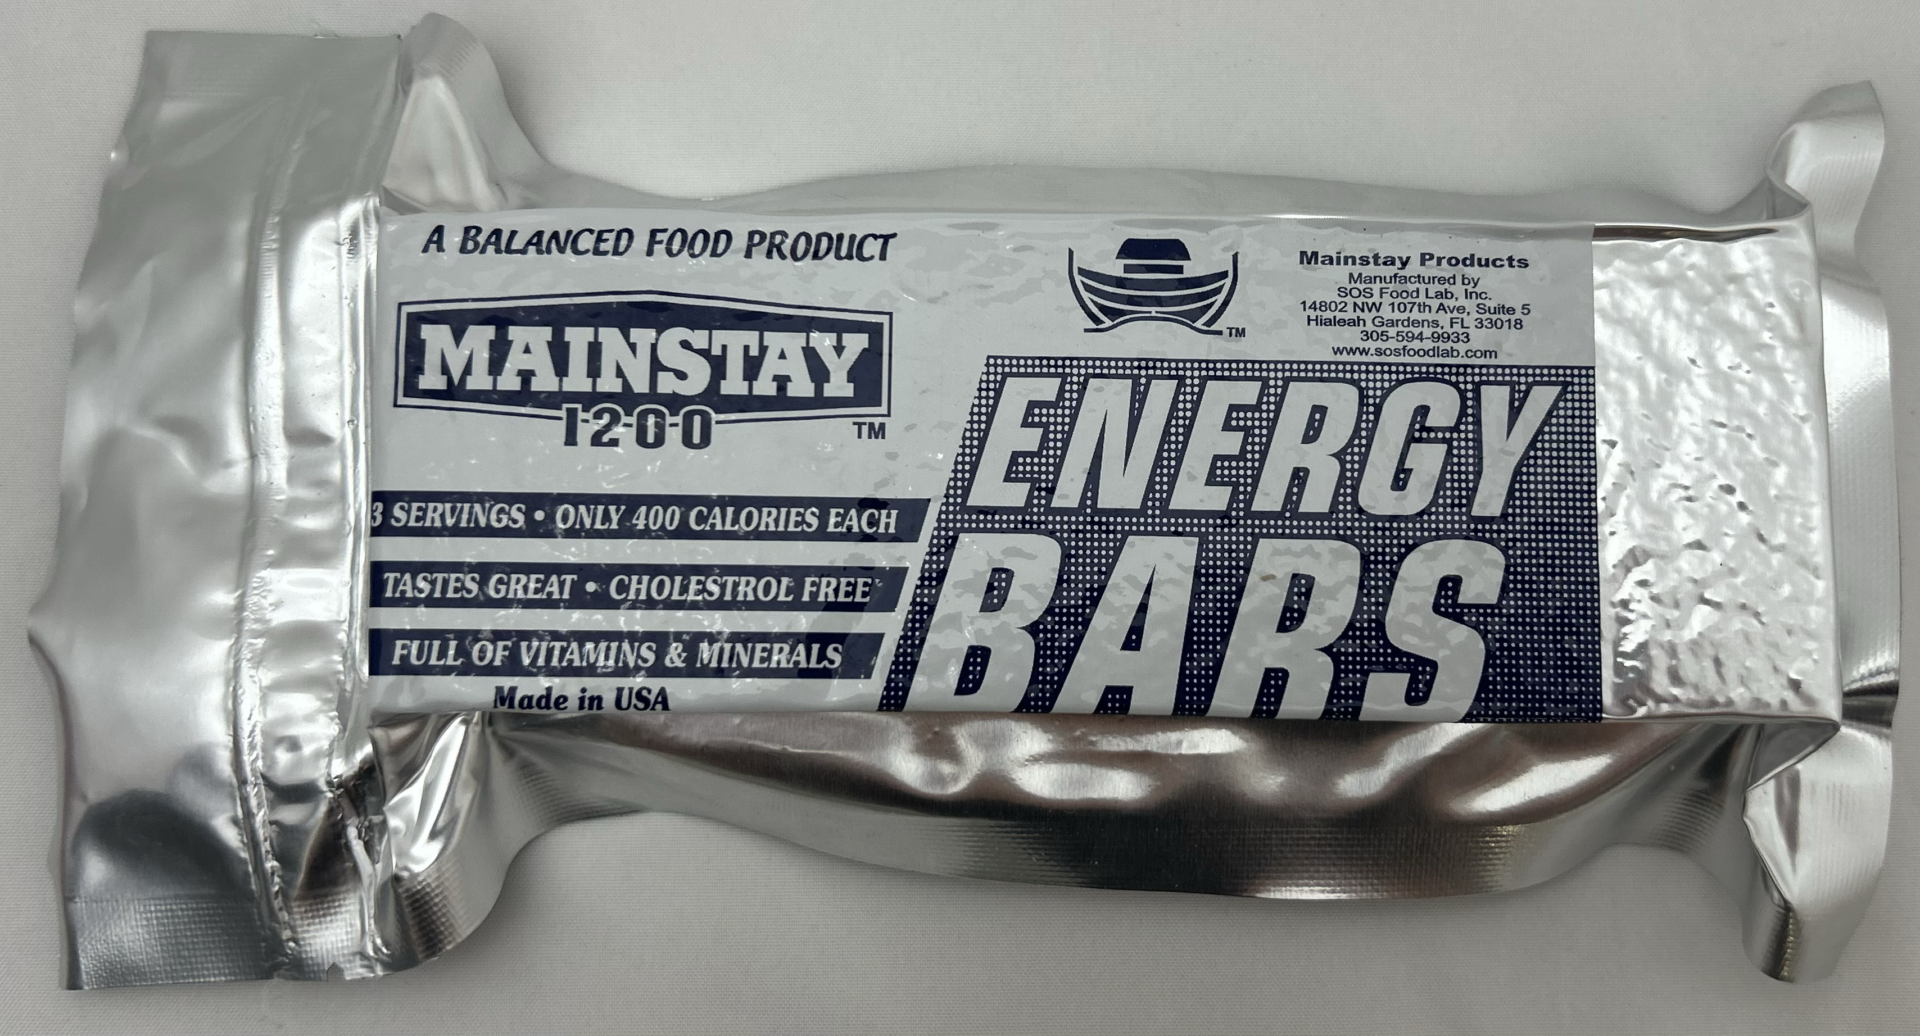 A BALANCED FOOD PRODUCT
MAINSTAY
1200
TM
3 SERVINGS • ONLY 400 CALORIES EACH
TASTES GREAT • CHOLESTROL FREE
FULL OF VITAMINS & MINERALS
Made in USA
TM
Mainstay Products
Manufactured by
SOS Food Lab, Inc.
14802 NW 107th Ave, Suite 5
Hialeah Gardens, FL 33018
305-594-9933
www.sosfoodlab.com
ENERGY
BARS